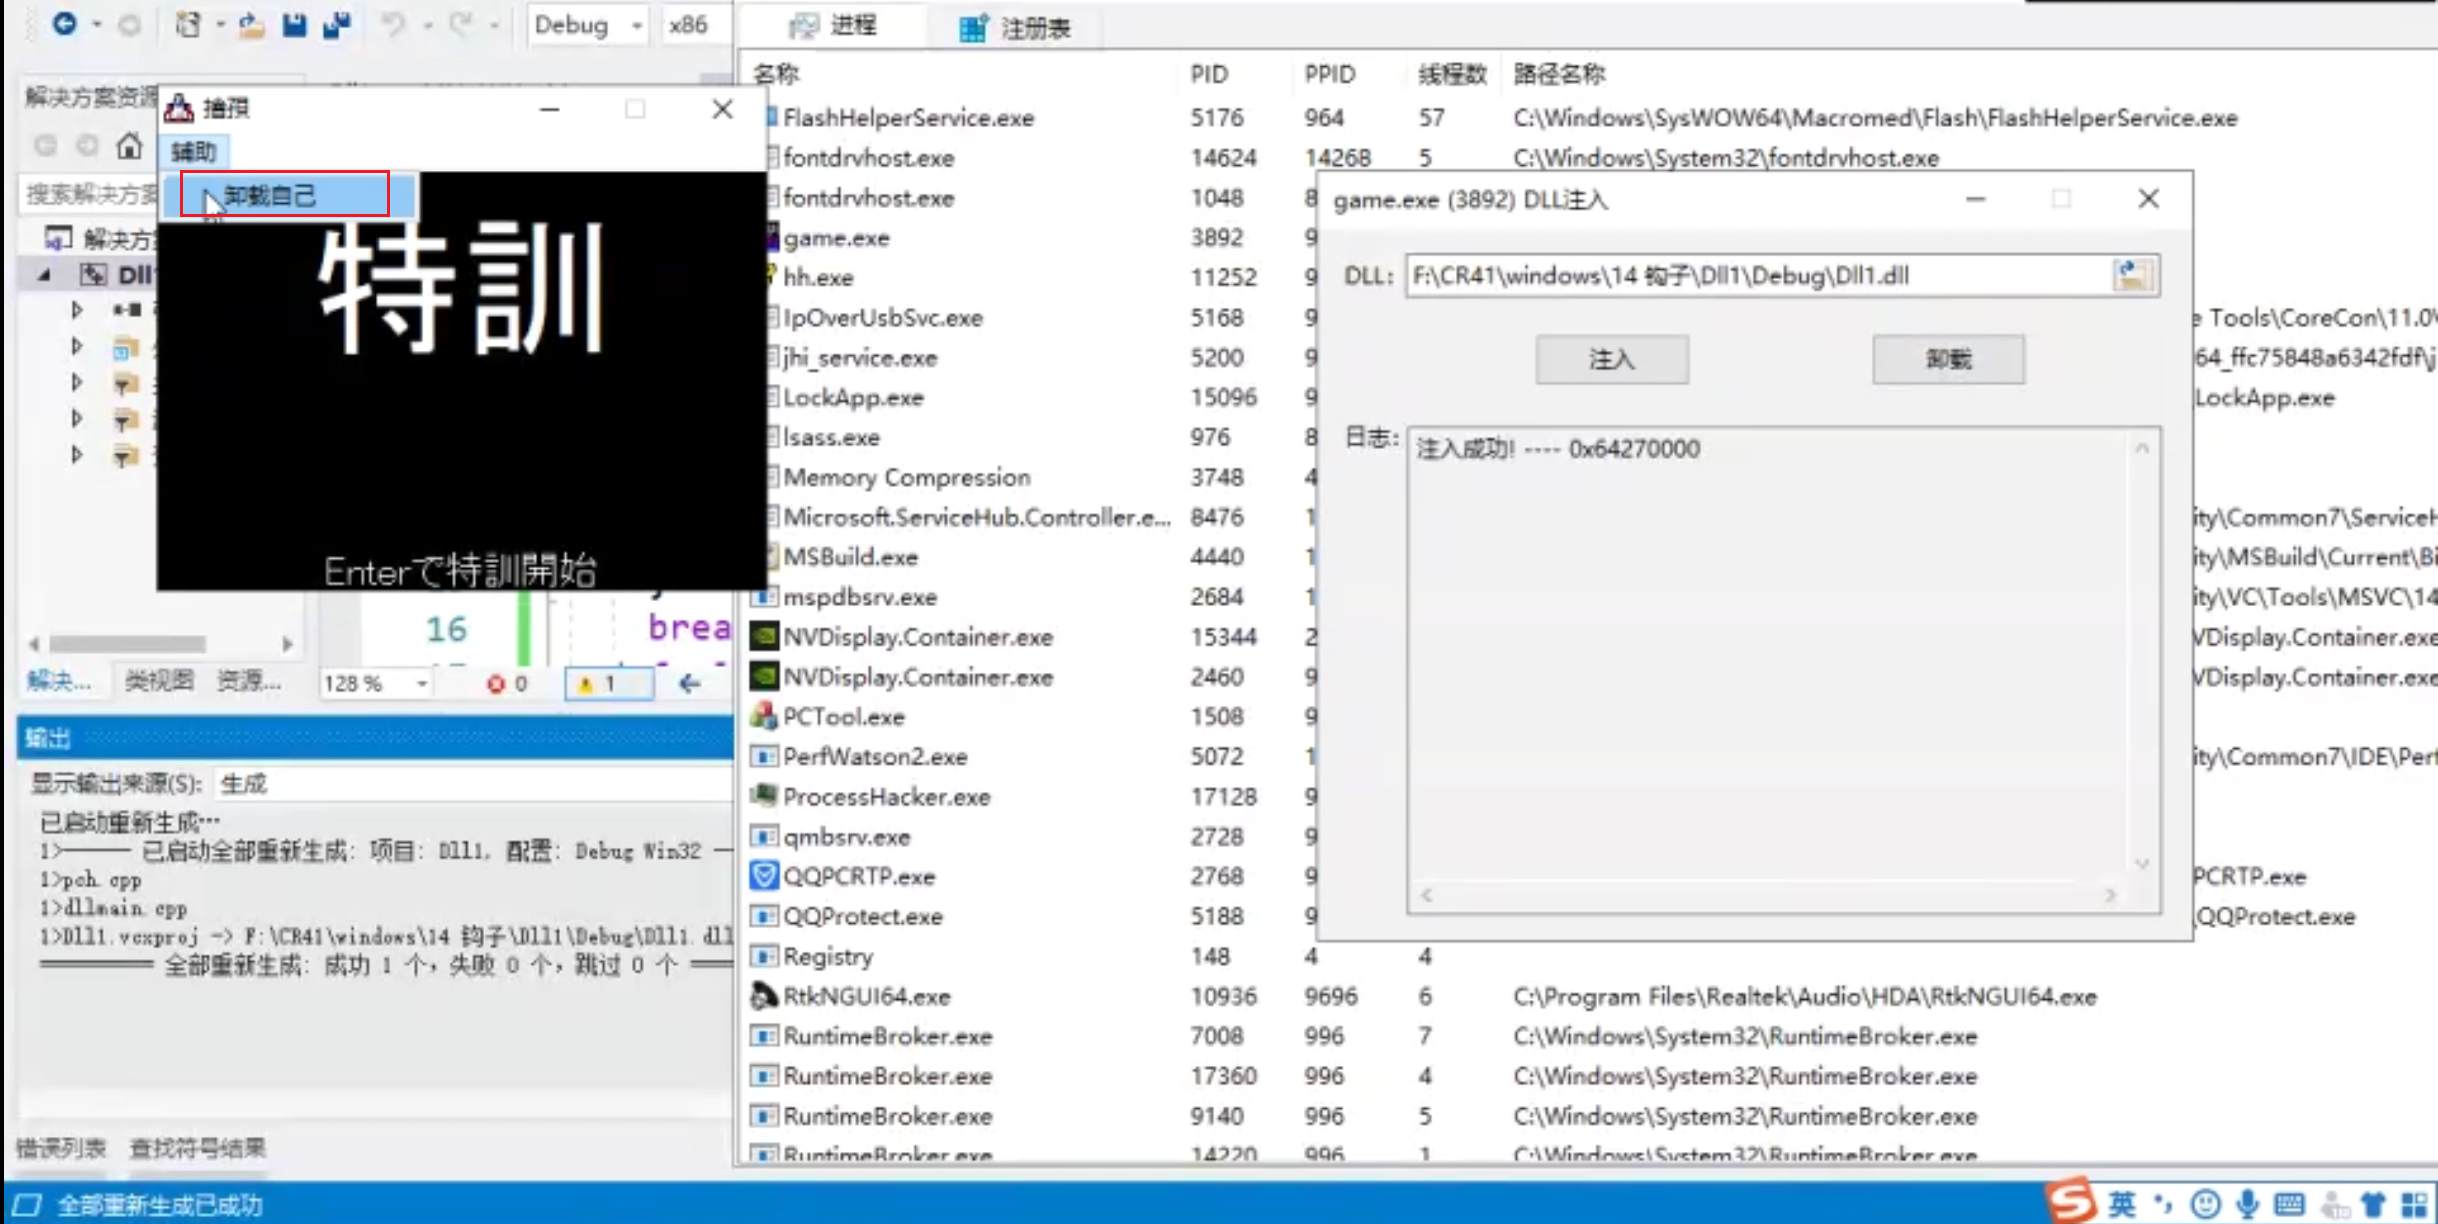 Debug
x86
进程
注册表
解决方案资源
搜索解决方案
解决方案
Dll
擔孭
辅助
卸载自己
特訓
Enterで特訓開始
16
brea
解决...
类视图
资源...
128 %
0
1
输出
显示输出来源(S):
生成
已启动重新生成…
1>—— 已启动全部重新生成: 项目: Dll1, 配置: Debug Win32 —
1>pch.cpp
1>dllmain.cpp
1>Dll1.vcxproj -> F:\CR41\windows\14 钩子\Dll1\Debug\Dll1.dll
========== 全部重新生成: 成功 1 个，失败 0 个，跳过 0 个 ====
错误列表
查找符号结果
全部重新生成已成功
名称 PID PPID 线程数 路径名称
FlashHelperService.exe 5176 964 57 C:\Windows\SysWOW64\Macromed\Flash\FlashHelperService.exe
fontdrvhost.exe 14624 14268 5 C:\Windows\System32\fontdrvhost.exe
fontdrvhost.exe 1048 8
game.exe 3892 9
hh.exe 11252 9
IpOverUsbSvc.exe 5168 9 e Tools\CoreCon\11.0\
jhi_service.exe 5200 9 64_ffc75848a6342fdf\j
LockApp.exe 15096 9 LockApp.exe
lsass.exe 976 8
Memory Compression 3748 4
Microsoft.ServiceHub.Controller.e... 8476 1 ity\Common7\ServiceH
MSBuild.exe 4440 1 ity\MSBuild\Current\Bi
mspdbsrv.exe 2684 1 ity\VC\Tools\MSVC\14
NVDisplay.Container.exe 15344 2 VDisplay.Container.exe
NVDisplay.Container.exe 2460 9 VDisplay.Container.exe
PCTool.exe 1508 9
PerfWatson2.exe 5072 1 ity\Common7\IDE\Perf
ProcessHacker.exe 17128 9
qmbsrv.exe 2728 9
QQPCRTP.exe 2768 9 PCRTP.exe
QQProtect.exe 5188 9 \QQProtect.exe
Registry 148 4 4
RtkNGUI64.exe 10936 9696 6 C:\Program Files\Realtek\Audio\HDA\RtkNGUI64.exe
RuntimeBroker.exe 7008 996 7 C:\Windows\System32\RuntimeBroker.exe
RuntimeBroker.exe 17360 996 4 C:\Windows\System32\RuntimeBroker.exe
RuntimeBroker.exe 9140 996 5 C:\Windows\System32\RuntimeBroker.exe
RuntimeBroker.exe 14220 996 1 C:\Windows\System32\RuntimeBroker.exe
game.exe (3892) DLL注入
DLL: F:\CR41\windows\14 钩子\Dll1\Debug\Dll1.dll
注入
卸载
日志: 注入成功! ---- 0x64270000
英